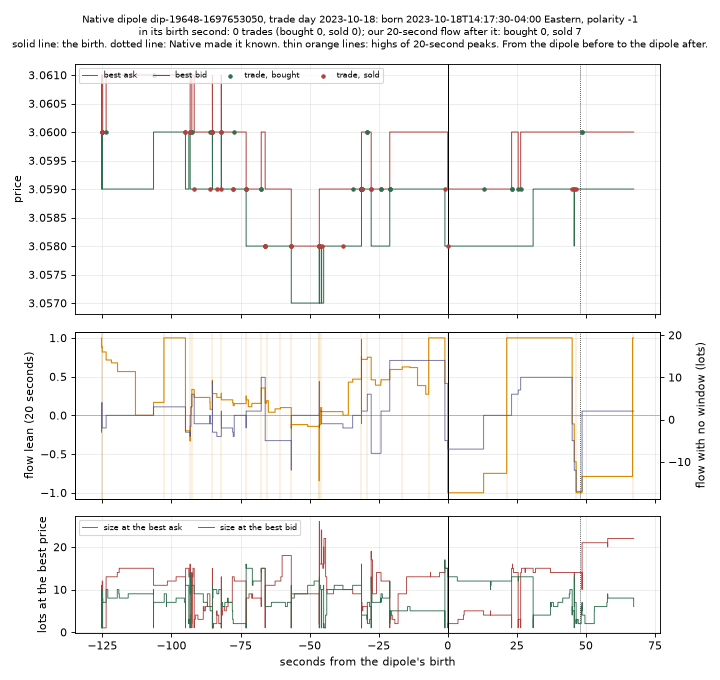 Native dipole dip-19648-1697653050, trade day 2023-10-18: born 2023-10-18T14:17:30-04:00 Eastern, polarity -1
in its birth second: 0 trades (bought 0, sold 0); our 20-second flow after it: bought 0, sold 7
solid line: the birth. dotted line: Native made it known. thin orange lines: highs of 20-second peaks. From the dipole before to the dipole after.
best ask
best bid
trade, bought
trade, sold
3.0610
3.0605
3.0600
3.0595
3.0590
3.0585
3.0580
3.0575
3.0570
price
1.0
0.5
0.0
−0.5
−1.0
flow lean (20 seconds)
20
10
0
−10
flow with no window (lots)
size at the best ask
size at the best bid
20
10
0
lots at the best price
−125
−100
−75
−50
−25
0
25
50
75
seconds from the dipole's birth